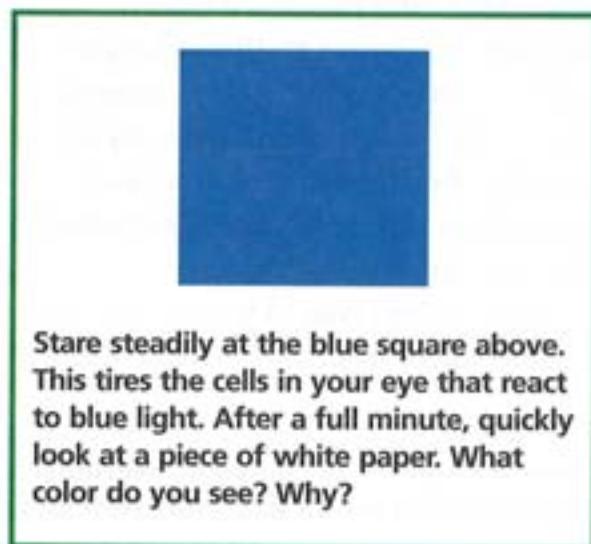 Stare steadily at the blue square above.
This tires the cells in your eye that react
to blue light. After a full minute, quickly
look at a piece of white paper. What
color do you see? Why?